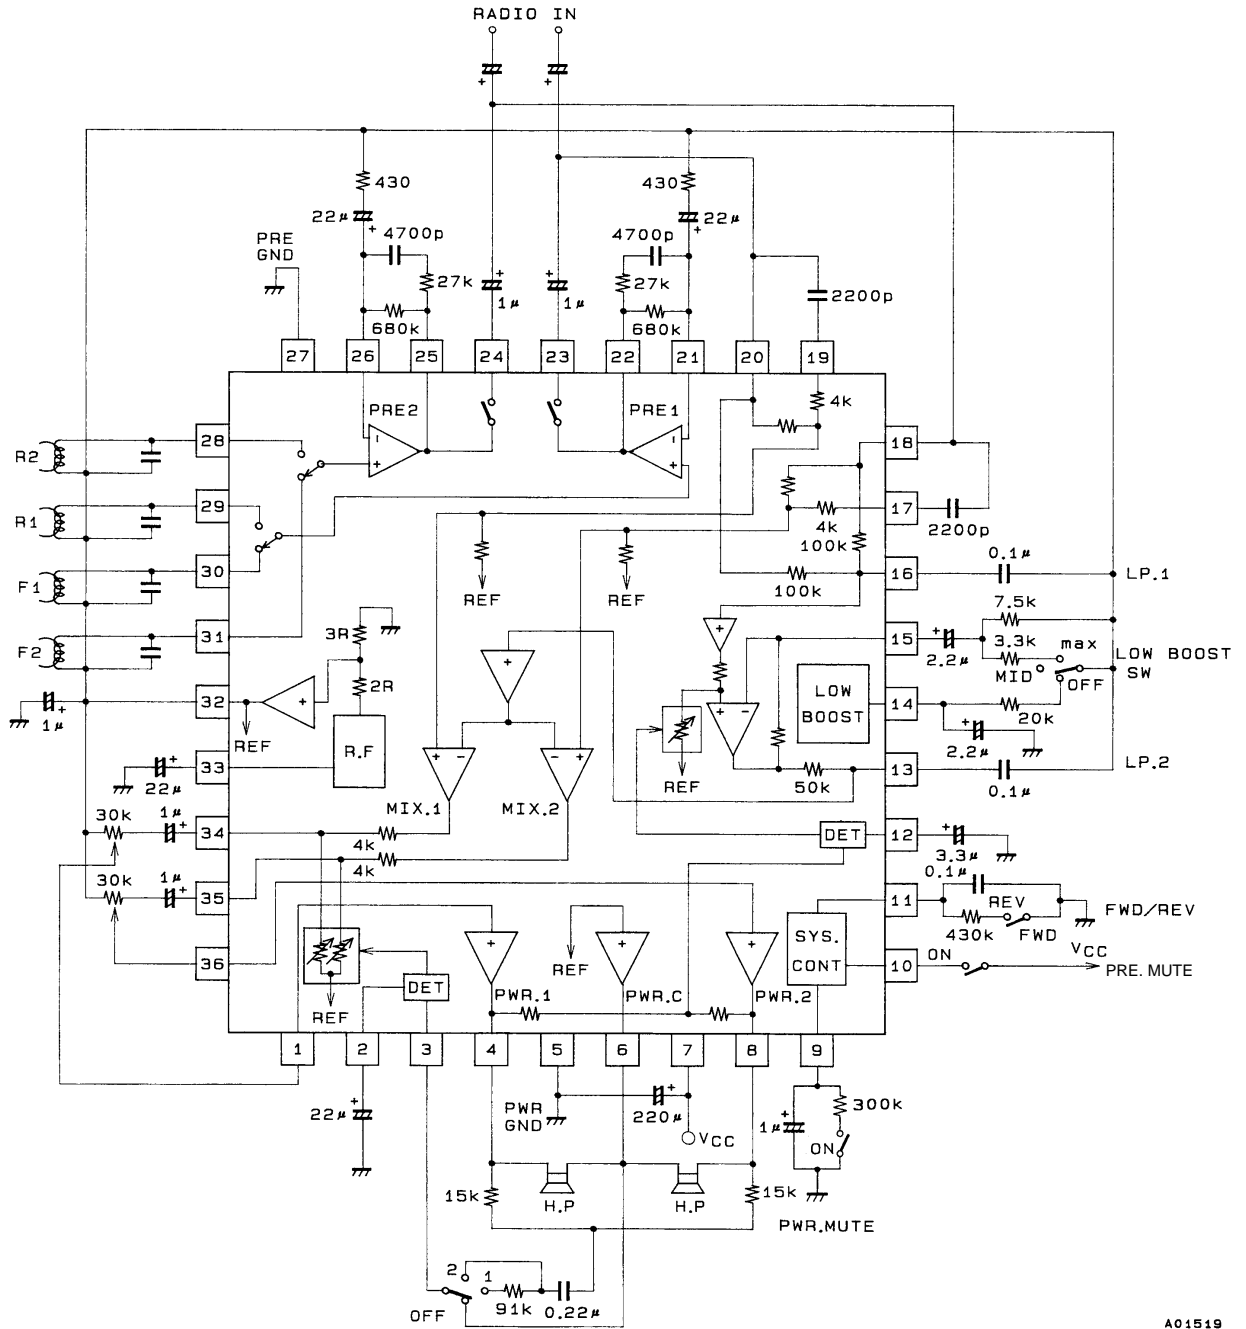 RADIO IN
+
+
430
430
22μ
+
22μ
+
PRE
GND
4700p
4700p
27k
27k
+
1μ
+
1μ
2200p
680k
680k
27
26
25
24
23
22
21
20
19
PRE2
PRE1
4k
-
+
R2
28
18
R1
29
17
4k
2200p
100k
F1
30
REF
REF
100k
16
0.1μ
LP.1
F2
31
3R
+
+
15
+
2.2μ
7.5k
3.3k
max
MID
OFF
LOW BOOST
SW
+
1μ
32
+
2R
REF
R.F
+ -
LOW
BOOST
14
20k
+
2.2μ
33
+
22μ
+ -
- +
REF
50k
13
0.1μ
LP.2
MIX.1
MIX.2
30k
1μ
+
34
4k
4k
DET
12
+
3.3μ
30k
1μ
+
35
0.1μ
11
REV
430k
FWD
FWD/REV
36
+
REF
+
+
SYS.
CONT
10
ON
VCC
PRE. MUTE
DET
REF
PWR.1
PWR.C
PWR.2
1
2
3
4
5
6
7
8
9
+
22μ
PWR
GND
+
220μ
VCC
+
1μ
300k
ON
15k
H.P
H.P
15k
PWR.MUTE
2
1
OFF
91k
0.22μ
A01519